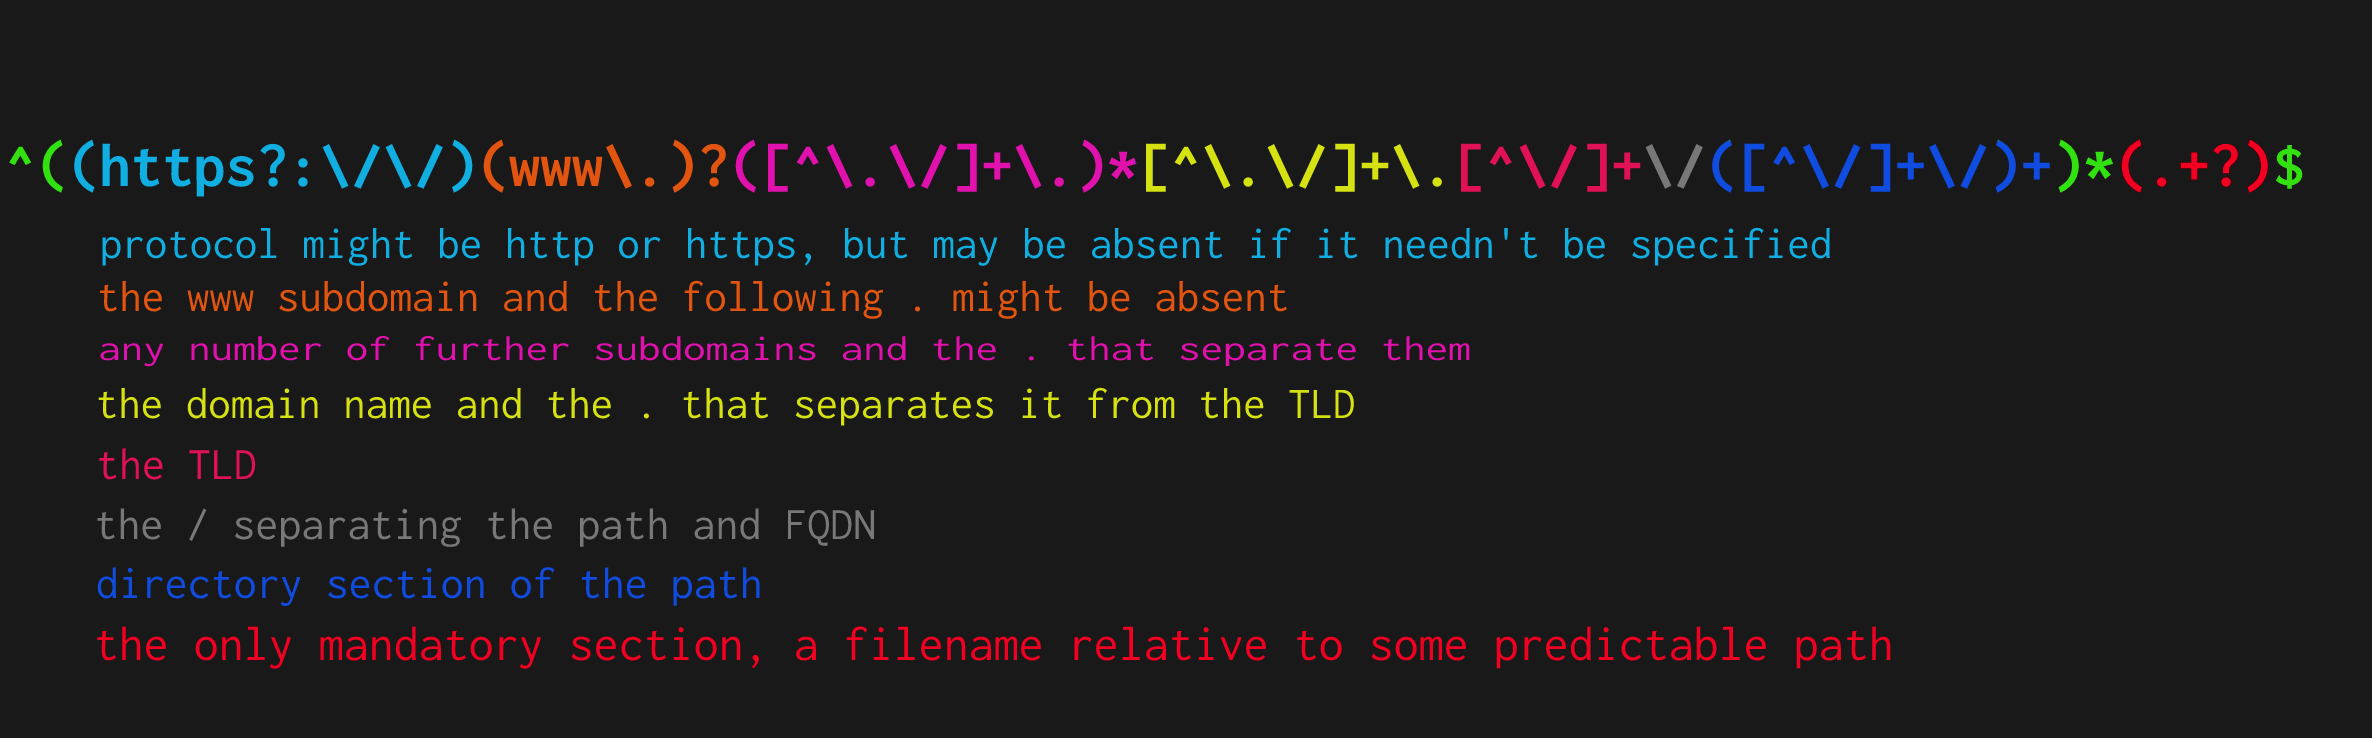 ^((https?:\/\/)(www\.)?([^\.\/]+\.)*[^\.\/]+\.[^\/]+\/([^\/]+\/)+)*(.+?)$
protocol might be http or https, but may be absent if it needn't be specified
the www subdomain and the following . might be absent
any number of further subdomains and the . that separate them
the domain name and the . that separates it from the TLD
the TLD
the / separating the path and FQDN
directory section of the path
the only mandatory section, a filename relative to some predictable path